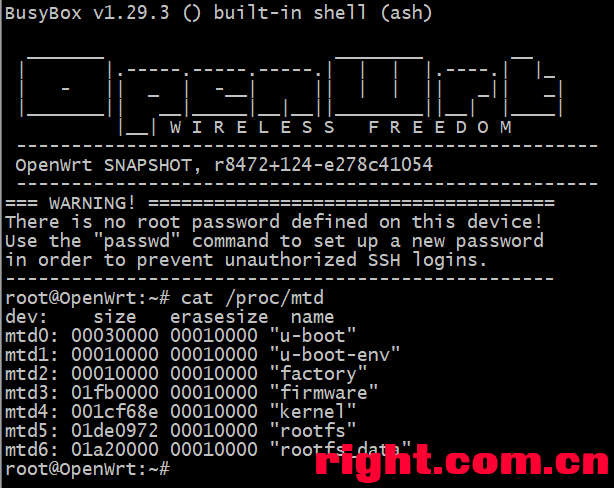 BusyBox v1.29.3 () built-in shell (ash)
OpenWrt
W I R E L E S S   F R E E D O M
-----------------------------------------------------
OpenWrt SNAPSHOT, r8472+124-e278c41054
-----------------------------------------------------
=== WARNING! =====================================
There is no root password defined on this device!
Use the "passwd" command to set up a new password
in order to prevent unauthorized SSH logins.
--------------------------------------------------
root@OpenWrt:~# cat /proc/mtd
dev:    size   erasesize  name
mtd0: 00030000 00010000 "u-boot"
mtd1: 00010000 00010000 "u-boot-env"
mtd2: 00010000 00010000 "factory"
mtd3: 01fb0000 00010000 "firmware"
mtd4: 001cf68e 00010000 "kernel"
mtd5: 01de0972 00010000 "rootfs"
mtd6: 01a20000 00010000 "rootfs_data"
root@OpenWrt:~#
right.com.cn